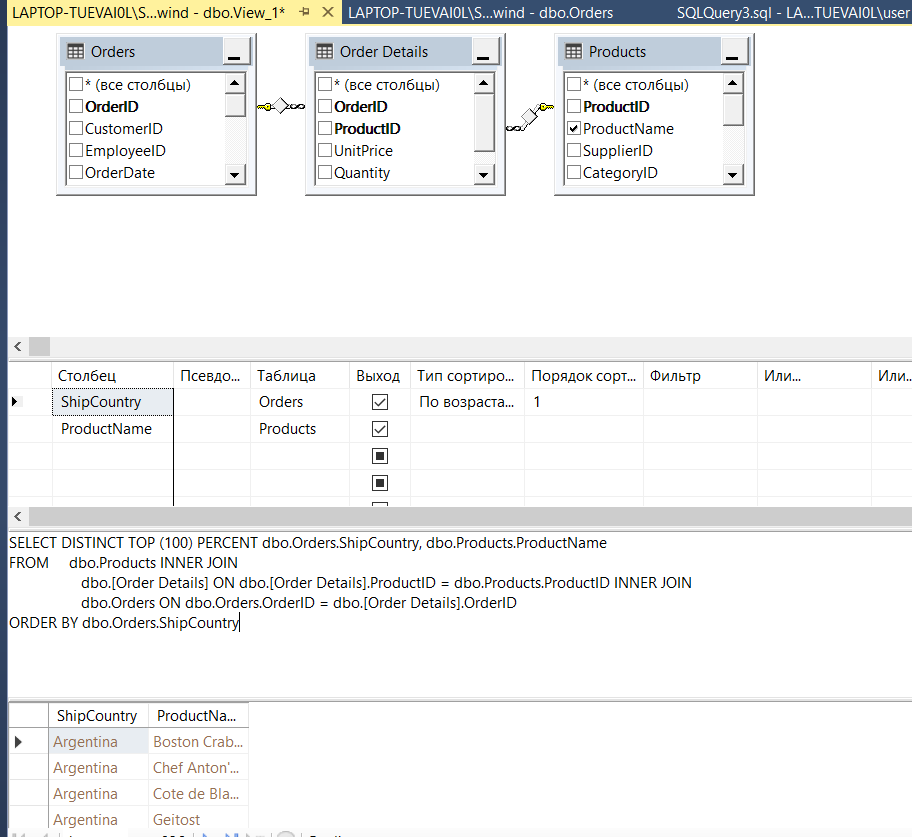 LAPTOP-TUEVAI0L\S...wind - dbo.View_1* LAPTOP-TUEVAI0L\S...wind - dbo.Orders SQLQuery3.sql - LA...TUEVAI0L\user
Orders Order Details Products
* (все столбцы) * (все столбцы) * (все столбцы)
OrderID OrderID ProductID
CustomerID ProductID ProductName
EmployeeID UnitPrice SupplierID
OrderDate Quantity CategoryID
Столбец Псевдо... Таблица Выход Тип сортиро... Порядок сорт... Фильтр Или... Или...
ShipCountry Orders По возраста... 1
ProductName Products
SELECT DISTINCT TOP (100) PERCENT dbo.Orders.ShipCountry, dbo.Products.ProductName
FROM dbo.Products INNER JOIN
dbo.[Order Details] ON dbo.[Order Details].ProductID = dbo.Products.ProductID INNER JOIN
dbo.Orders ON dbo.Orders.OrderID = dbo.[Order Details].OrderID
ORDER BY dbo.Orders.ShipCountry
ShipCountry ProductNa...
Argentina Boston Crab...
Argentina Chef Anton'...
Argentina Cote de Bla...
Argentina Geitost